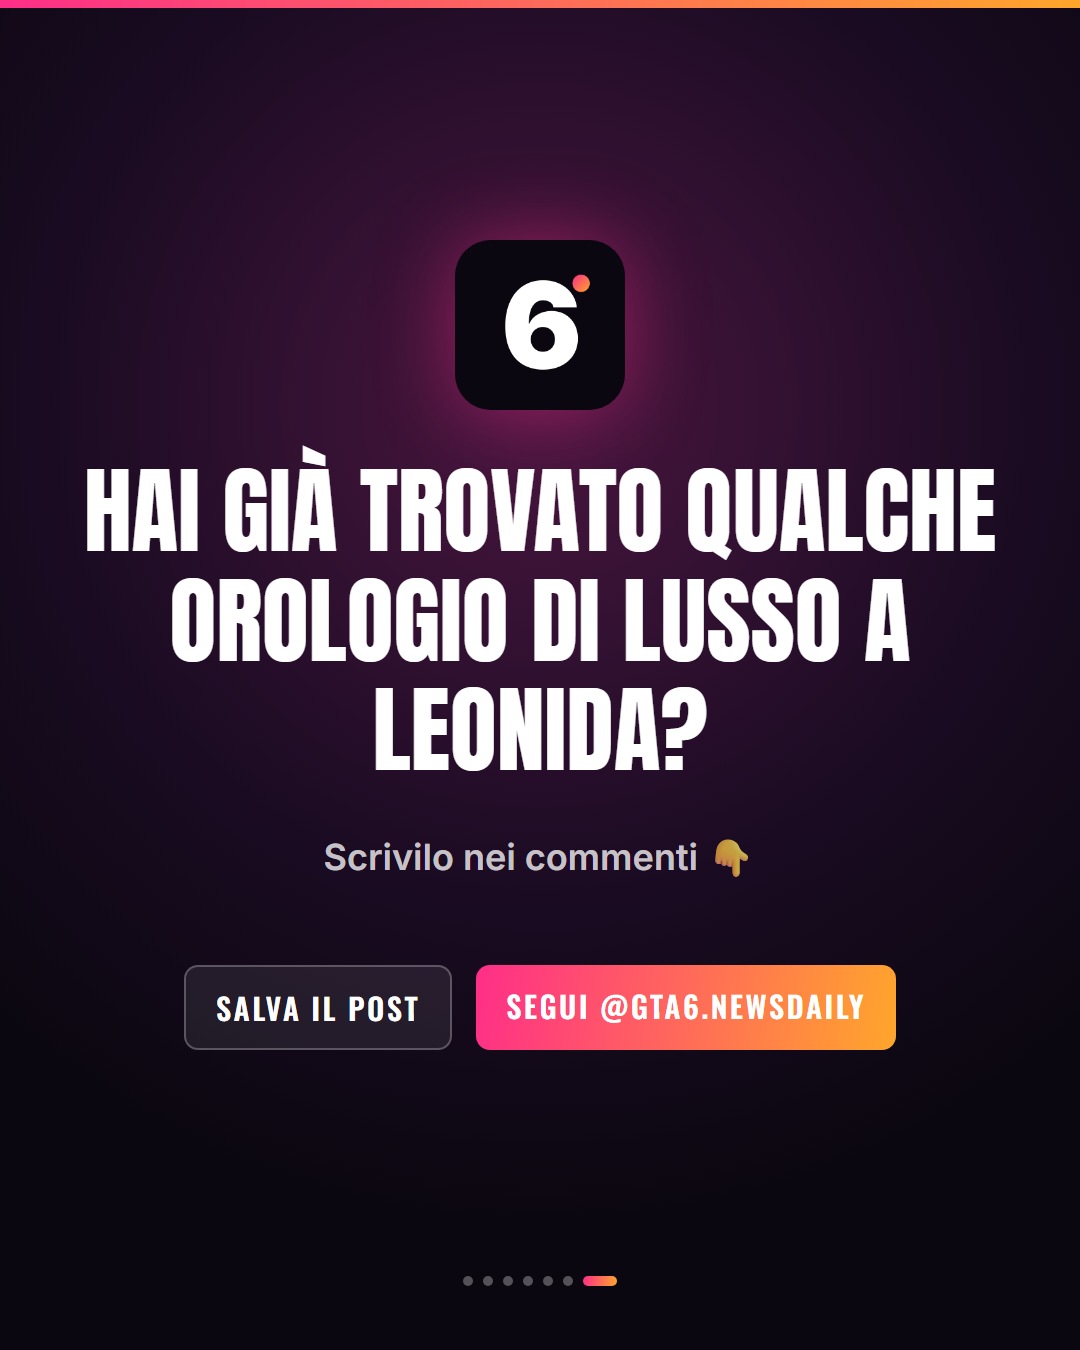 6
HAI GIÀ TROVATO QUALCHE
OROLOGIO DI LUSSO A
LEONIDA?
Scrivilo nei commenti 👇
SALVA IL POST
SEGUI @GTA6.NEWSDAILY